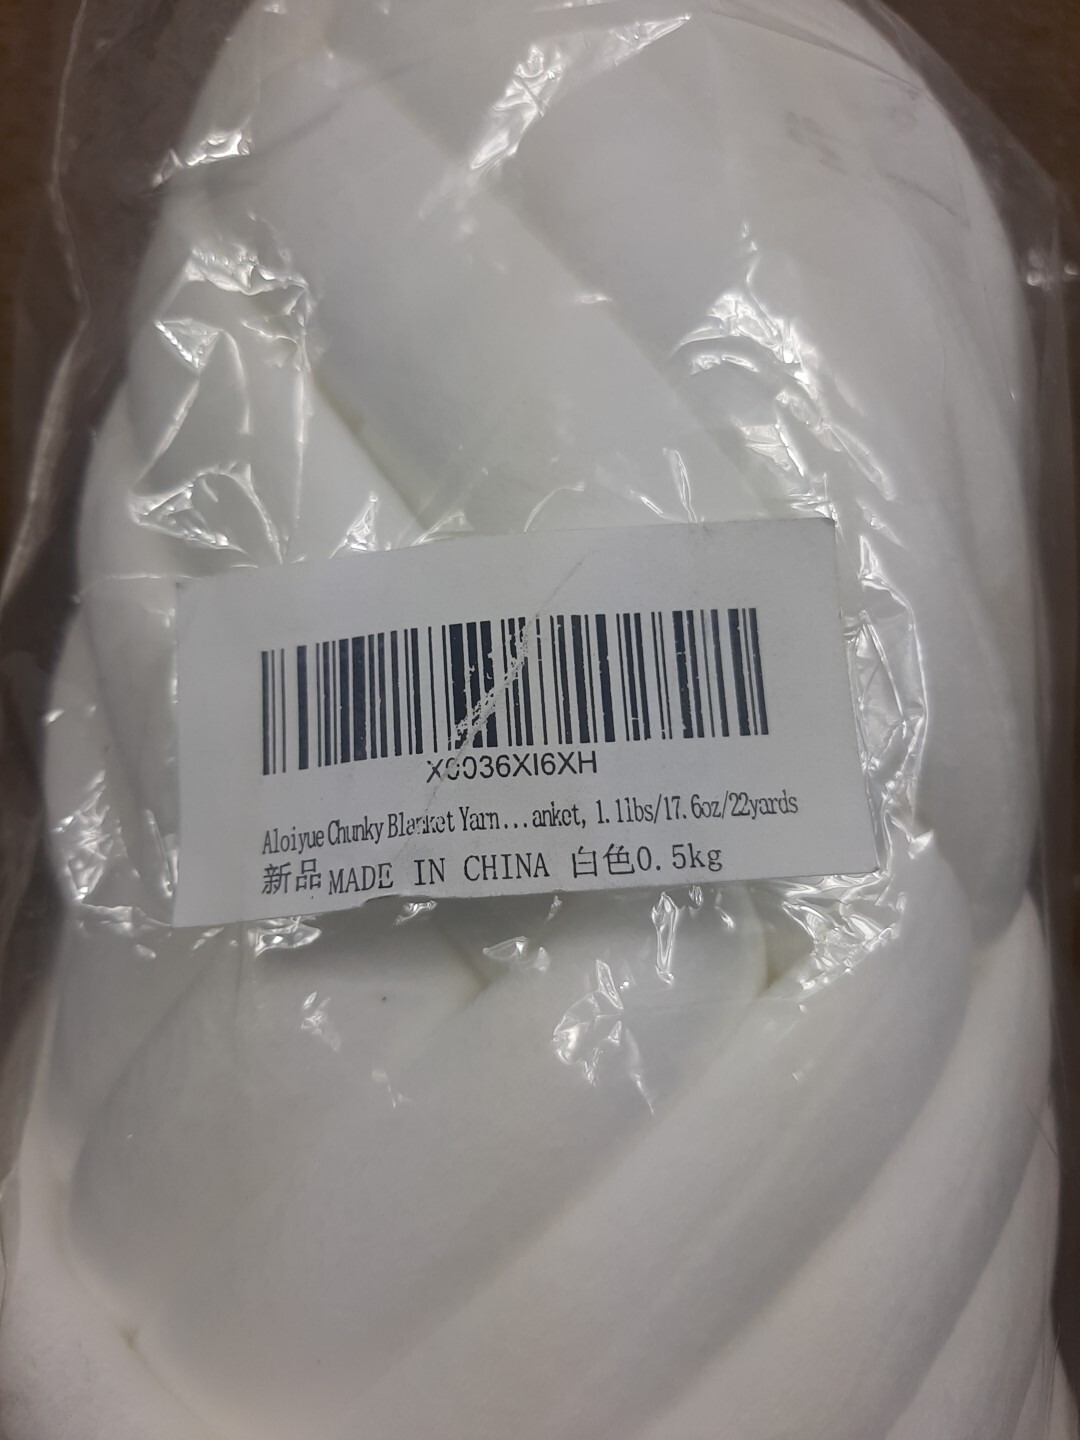 X0036XI6XH
Aloiyue Chunky Blanket Yarn...anket, 1.1lbs/17.6oz/22yards
新品MADE IN CHINA 白色0.5kg